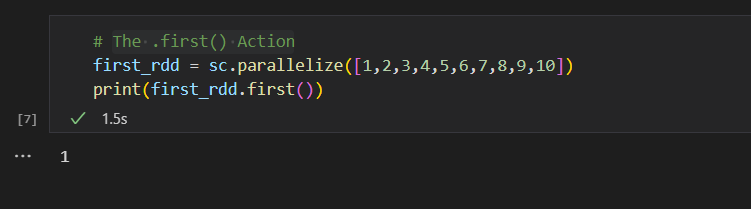 # The .first() Action
first_rdd = sc.parallelize([1,2,3,4,5,6,7,8,9,10])
print(first_rdd.first())
[7] ✓ 1.5s
... 1